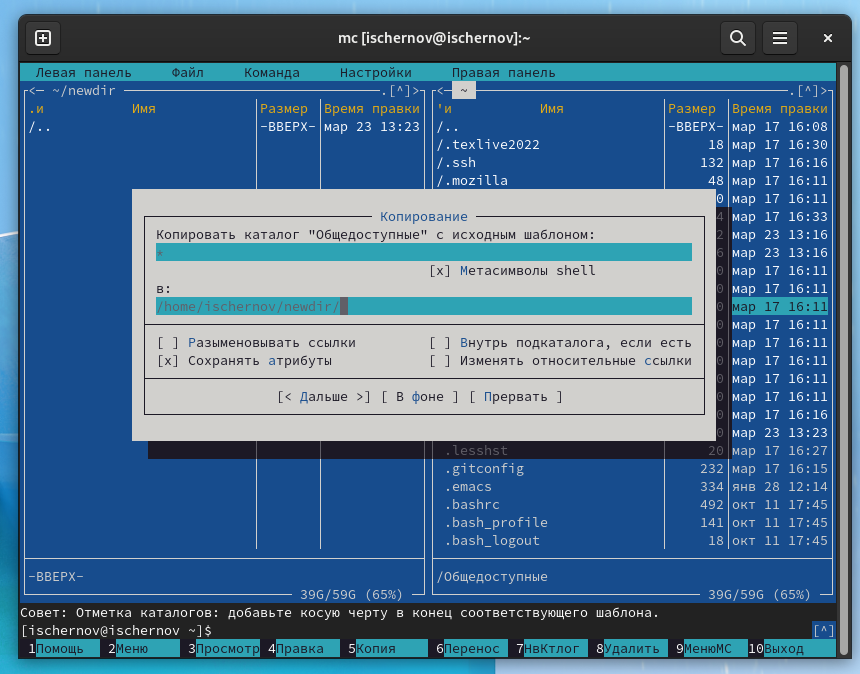 mc [ischernov@ischernov]:~
Левая панель Файл Команда Настройки Правая панель
<─ ~/newdir .[^]> <─ ~ .[^]>
.и Имя Размер Время правки 'и Имя Размер Время правки
/.. -ВВЕРХ- мар 23 13:23 /.. -ВВЕРХ- мар 17 16:08
/.texlive2022 18 мар 17 16:30
/.ssh 132 мар 17 16:16
/.mozilla 48 мар 17 16:11
0 мар 17 16:11
Копирование 4 мар 17 16:33
Копировать каталог "Общедоступные" с исходным шаблоном: 2 мар 23 13:16
* 6 мар 23 13:16
[x] Метасимволы shell 0 мар 17 16:11
в: 0 мар 17 16:11
/home/ischernov/newdir/ 0 мар 17 16:11
0 мар 17 16:11
[ ] Разыменовывать ссылки [ ] Внутрь подкаталога, если есть 0 мар 17 16:11
[x] Сохранять атрибуты [ ] Изменять относительные ссылки 0 мар 17 16:11
0 мар 17 16:11
[< Дальше >] [ В фоне ] [ Прервать ] 0 мар 17 16:11
0 мар 17 16:16
0 мар 23 13:23
.lesshst 20 мар 17 16:27
.gitconfig 232 мар 17 16:15
.emacs 334 янв 28 12:14
.bashrc 492 окт 11 17:45
.bash_profile 141 окт 11 17:45
.bash_logout 18 окт 11 17:45
-ВВЕРХ- /Общедоступные
39G/59G (65%) 39G/59G (65%)
Совет: Отметка каталогов: добавьте косую черту в конец соответствующего шаблона.
[ischernov@ischernov ~]$ [^]
1Помощь 2Меню 3Просмотр 4Правка 5Копия 6Перенос 7НвКтлог 8Удалить 9МенюМС 10Выход